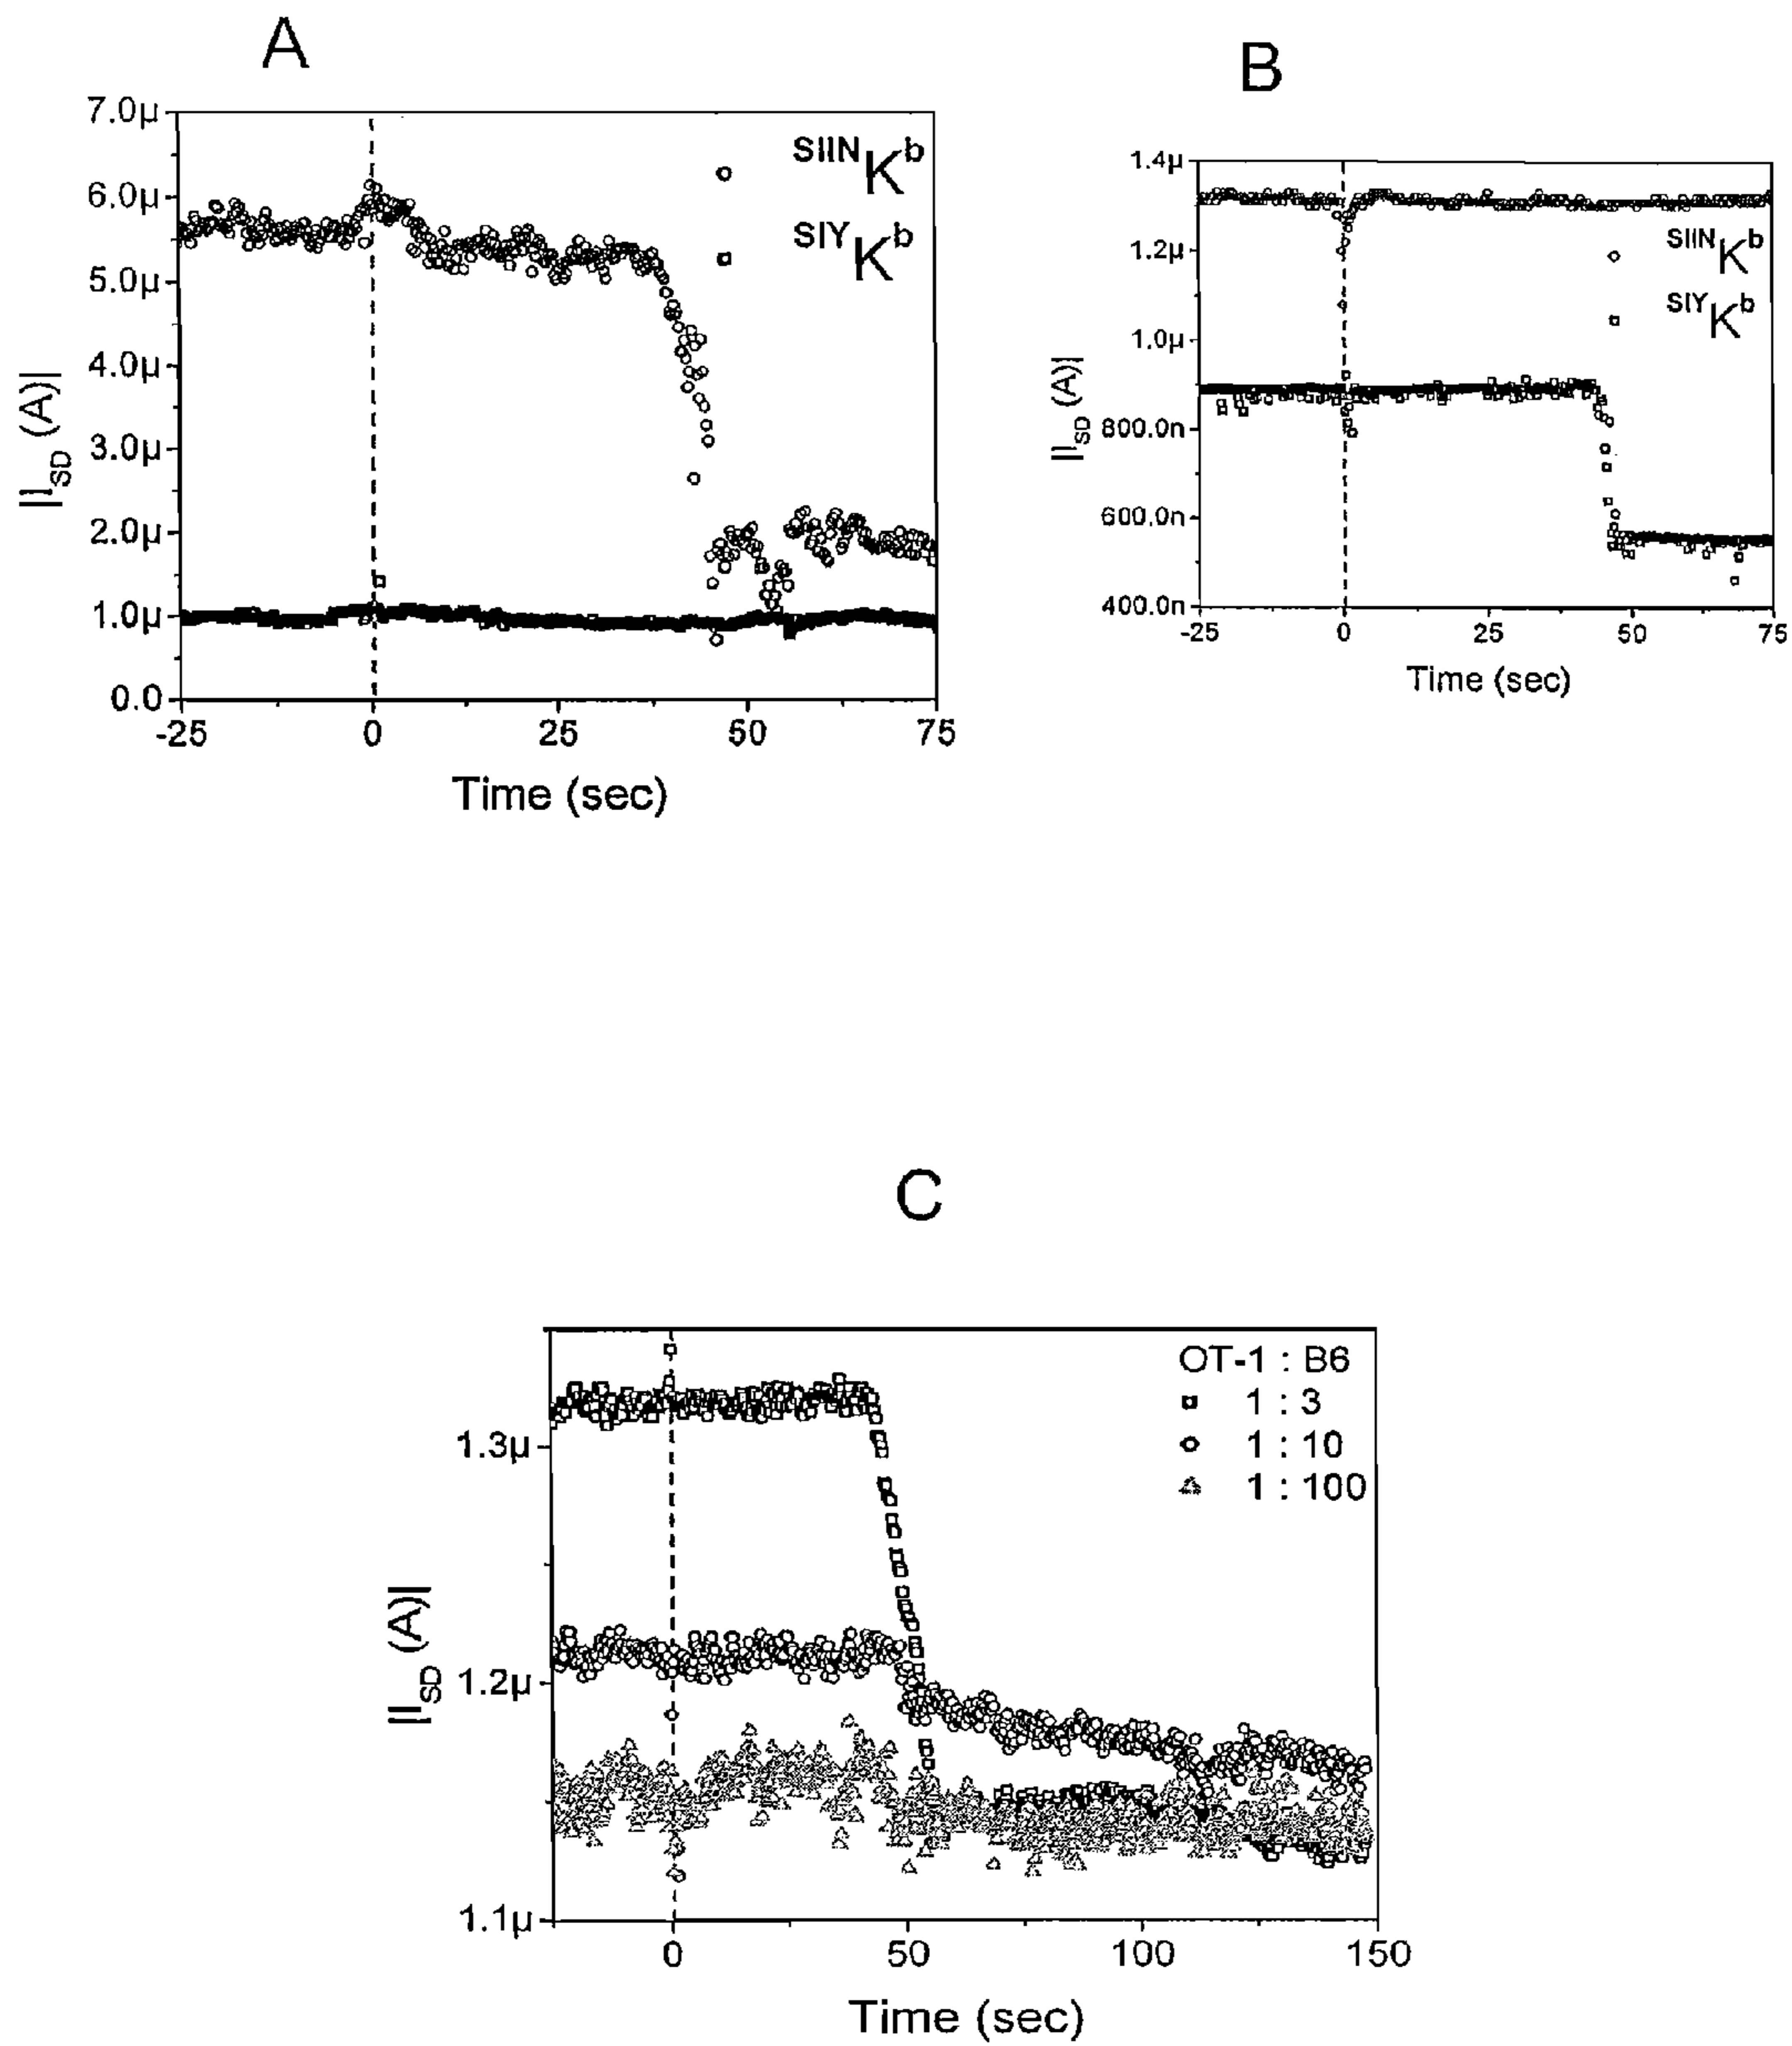 A
7.0µ
6.0µ
5.0µ
4.0µ
3.0µ
2.0µ
1.0µ
0.0
|I_SD (A)|
SIINK^b
SIYK^b
-25 0 25 50 75
Time (sec)
B
1.4µ
1.2µ
1.0µ
800.0n
600.0n
400.0n
|I_SD (A)|
SIINK^b
SIYK^b
-25 0 25 50 75
Time (sec)
C
OT-1 : B6
1 : 3
1 : 10
1 : 100
1.3µ
1.2µ
1.1µ
|I_SD (A)|
0 50 100 150
Time (sec)